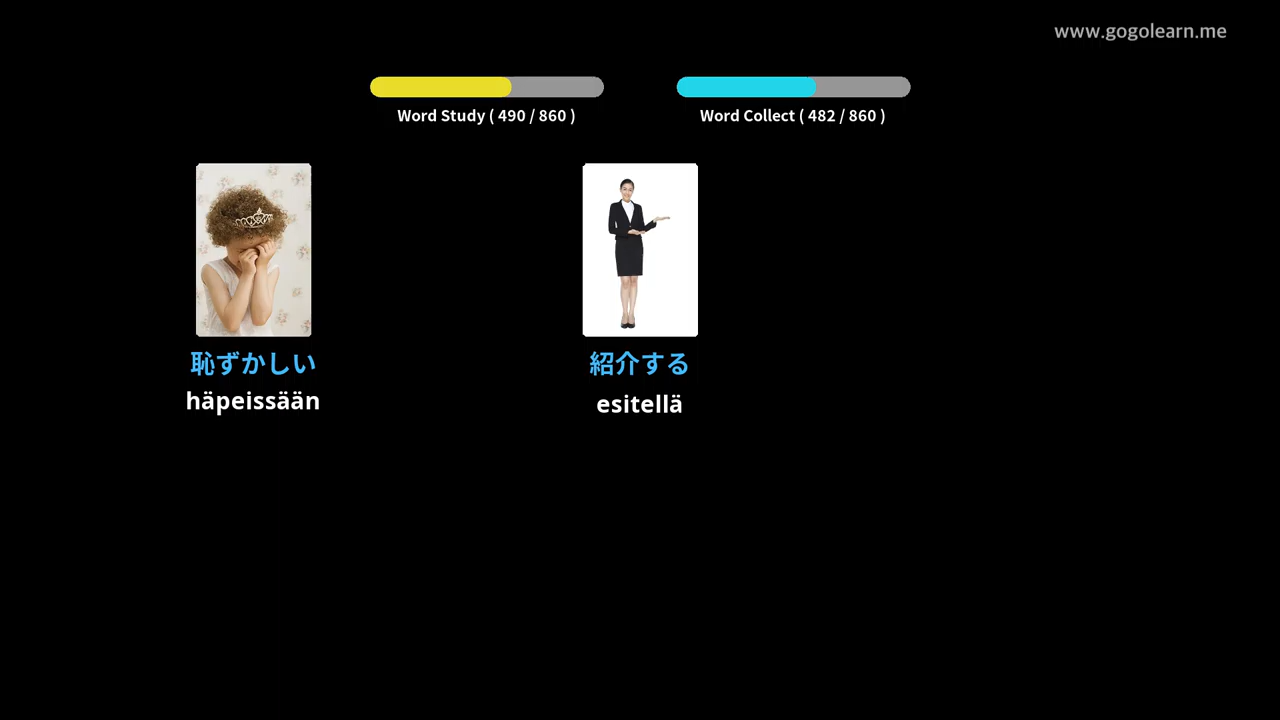 www.gogolearn.me
Word Study ( 490 / 860 )
Word Collect ( 482 / 860 )
恥ずかしい
häpeissään
紹介する
esitellä